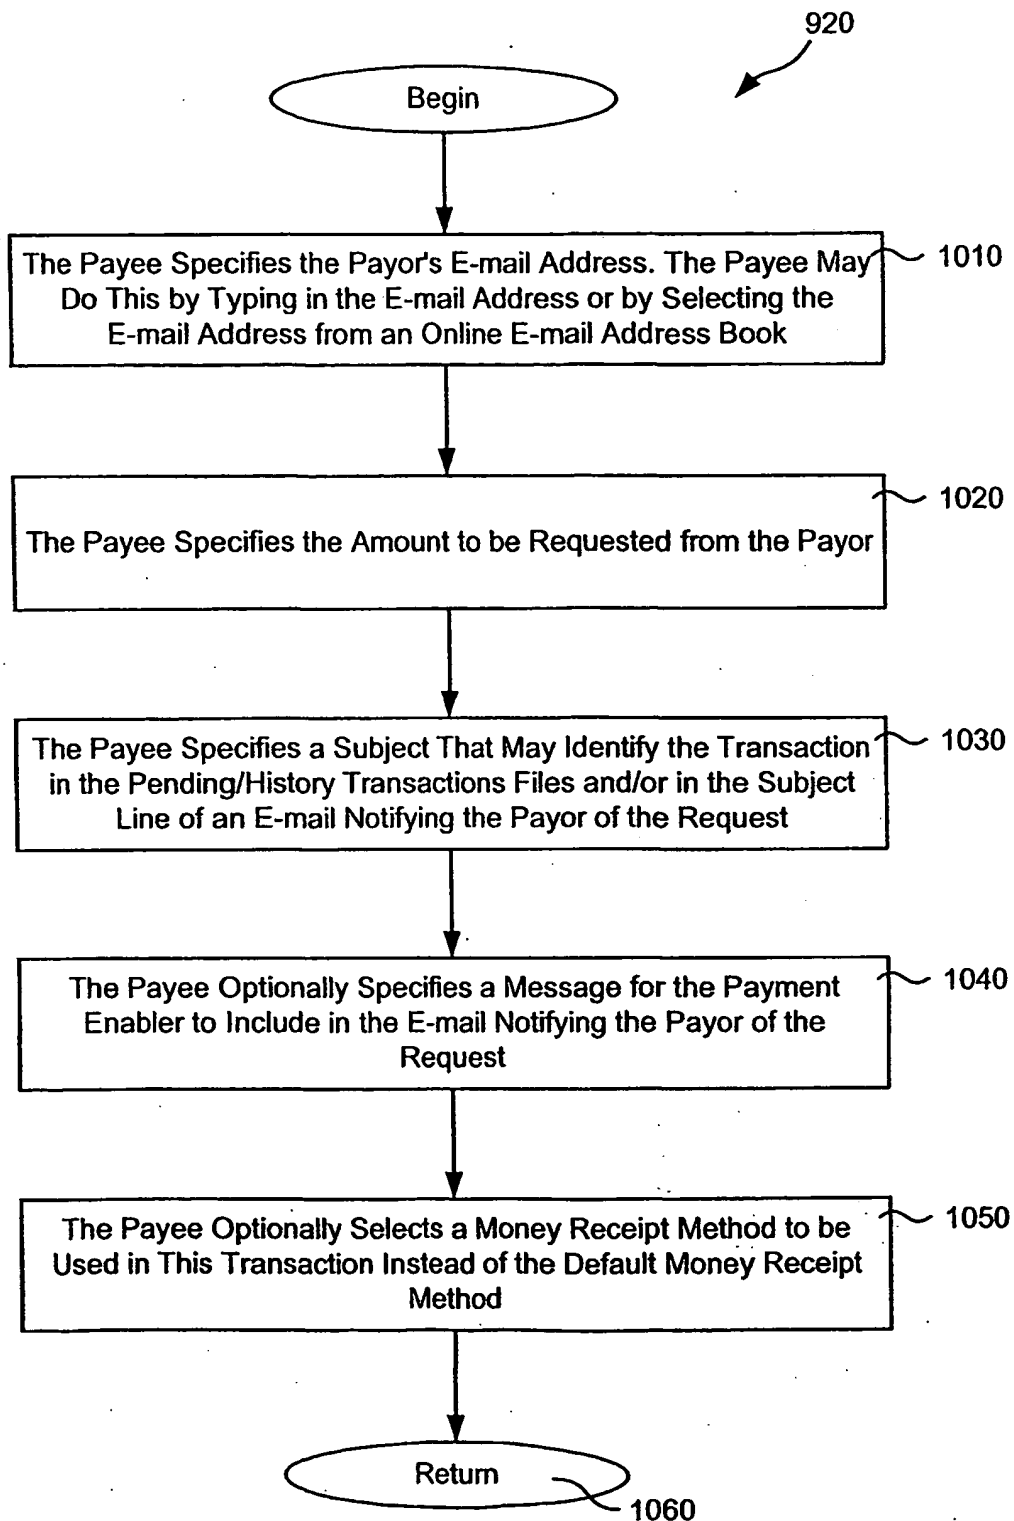 920
Begin
The Payee Specifies the Payor's E-mail Address. The Payee May
Do This by Typing in the E-mail Address or by Selecting the
E-mail Address from an Online E-mail Address Book
1010
The Payee Specifies the Amount to be Requested from the Payor
1020
The Payee Specifies a Subject That May Identify the Transaction
in the Pending/History Transactions Files and/or in the Subject
Line of an E-mail Notifying the Payor of the Request
1030
The Payee Optionally Specifies a Message for the Payment
Enabler to Include in the E-mail Notifying the Payor of the
Request
1040
The Payee Optionally Selects a Money Receipt Method to be
Used in This Transaction Instead of the Default Money Receipt
Method
1050
Return
1060